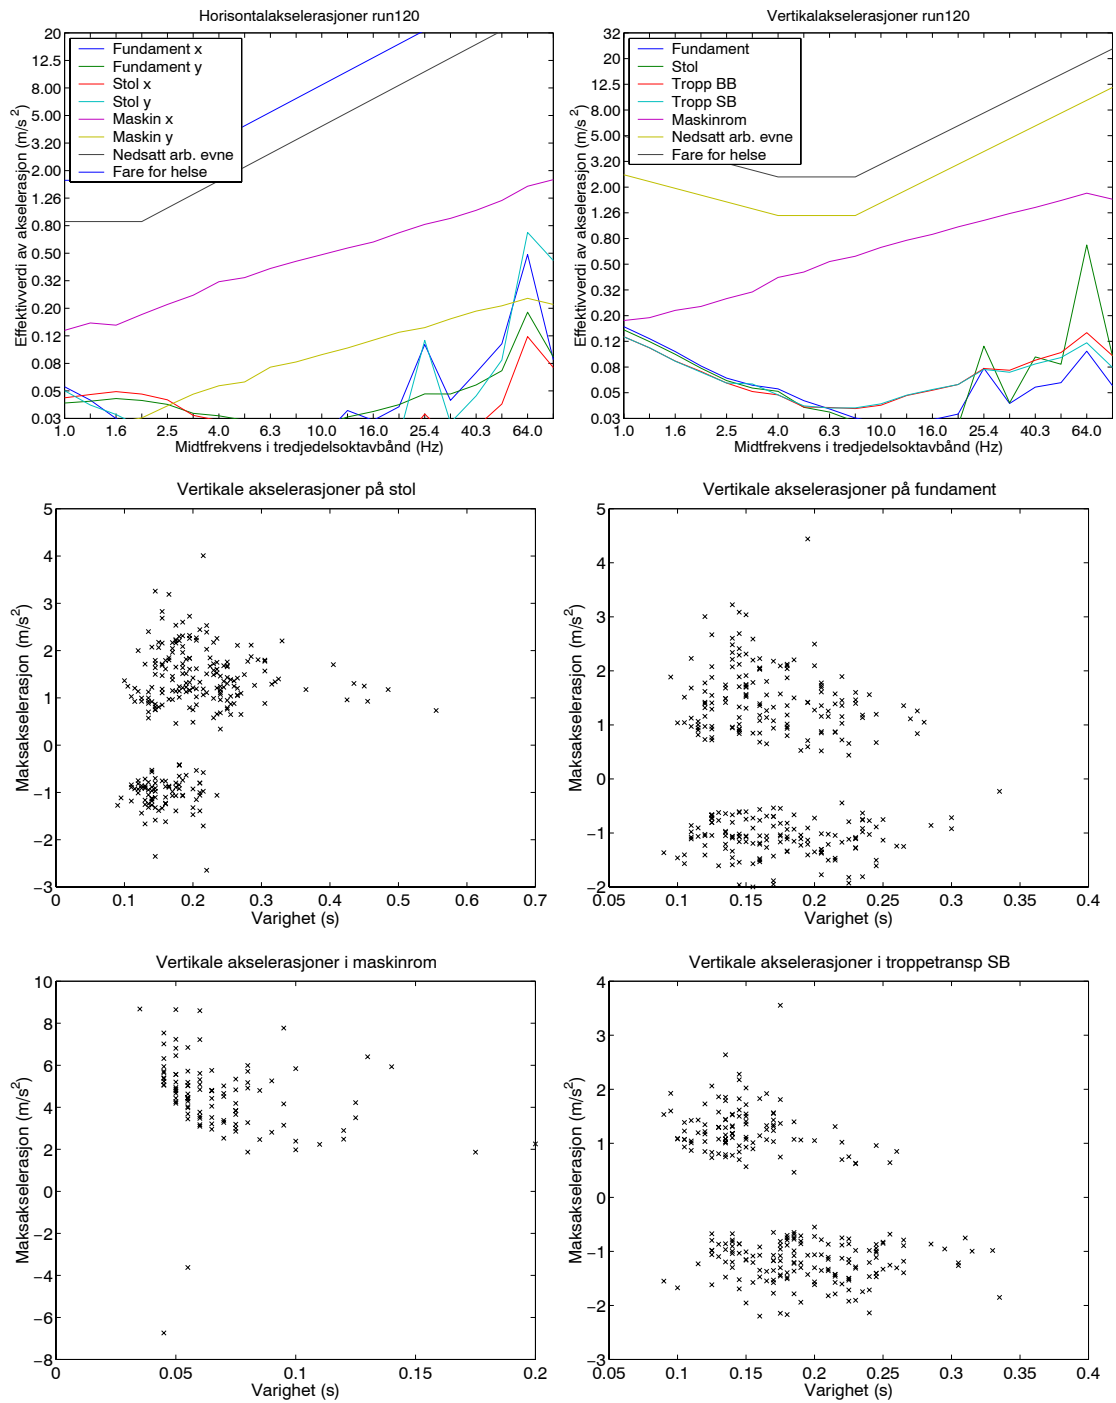 Horisontalakselerasjoner run120
Effektivverdi av akselerasjon (m/s²)
20
12.5
8.00
5.00
3.20
2.00
1.26
0.80
0.50
0.32
0.20
0.12
0.08
0.05
0.03
Fundament x
Fundament y
Stol x
Stol y
Maskin x
Maskin y
Nedsatt arb. evne
Fare for helse
1.0 1.6 2.5 4.0 6.3 10.0 16.0 25.4 40.3 64.0
Midtfrekvens i tredjedelsoktavbånd (Hz)
Vertikalakselerasjoner run120
Effektivverdi av akselerasjon (m/s²)
32
20
12.5
8.00
5.00
3.20
2.00
1.26
0.80
0.50
0.32
0.20
0.12
0.08
0.05
0.03
Fundament
Stol
Tropp BB
Tropp SB
Maskinrom
Nedsatt arb. evne
Fare for helse
1.0 1.6 2.5 4.0 6.3 10.0 16.0 25.4 40.3 64.0
Midtfrekvens i tredjedelsoktavbånd (Hz)
Vertikale akselerasjoner på stol
Maksakselerasjon (m/s²)
5
4
3
2
1
0
−1
−2
−3
0 0.1 0.2 0.3 0.4 0.5 0.6 0.7
Varighet (s)
Vertikale akselerasjoner på fundament
Maksakselerasjon (m/s²)
5
4
3
2
1
0
−1
−2
0.05 0.1 0.15 0.2 0.25 0.3 0.35 0.4
Varighet (s)
Vertikale akselerasjoner i maskinrom
Maksakselerasjon (m/s²)
10
8
6
4
2
0
−2
−4
−6
−8
0 0.05 0.1 0.15 0.2
Varighet (s)
Vertikale akselerasjoner i troppetransp SB
Maksakselerasjon (m/s²)
4
3
2
1
0
−1
−2
−3
0.05 0.1 0.15 0.2 0.25 0.3 0.35 0.4
Varighet (s)